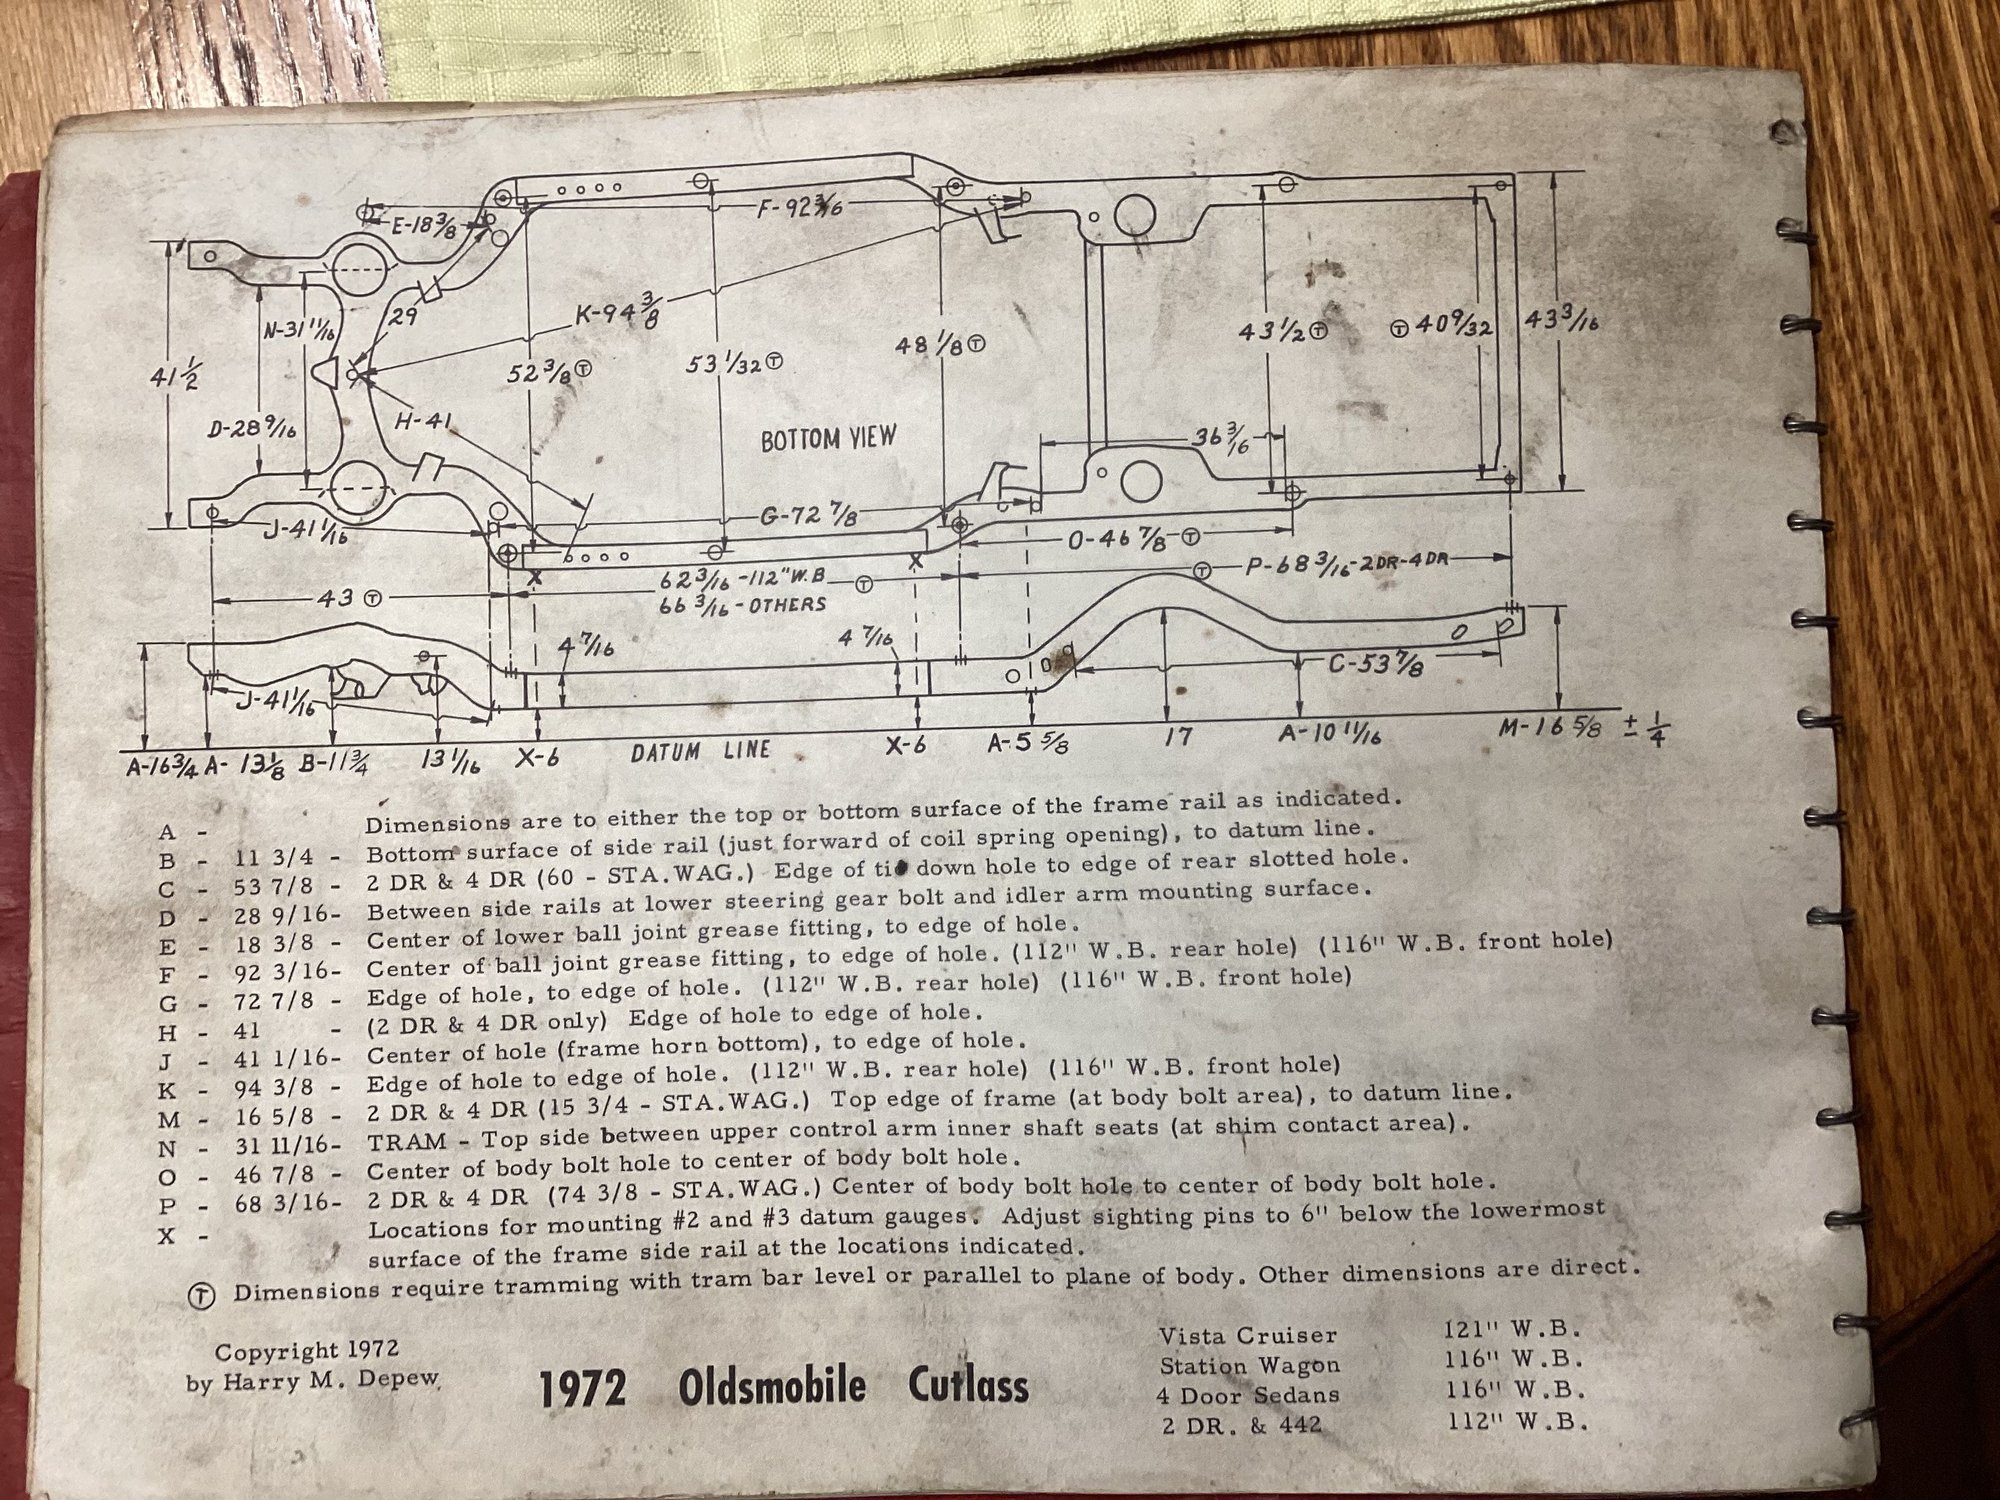 E-18 3/8
F-92 3/16
N-31 11/16
29
K-94 3/8
41 1/2
52 3/8 Ⓣ
53 1/32 Ⓣ
48 1/8 Ⓣ
43 1/2 Ⓣ
Ⓣ 40 9/32
43 3/16
D-28 9/16
H-41
BOTTOM VIEW
36 3/16
J-41 1/16
G-72 7/8
O-46 7/8-Ⓣ
X
X
62 3/16-112" W.B. Ⓣ
66 3/16-OTHERS
Ⓣ P-68 3/16-2DR-4DR
43 Ⓣ
4 7/16
4 7/16
C-53 7/8
J-41 1/16
A-16 3/4 A- 13 1/8 B-11 3/4 13 1/16 X-6 DATUM LINE X-6 A-5 5/8 17 A-10 11/16 M-16 5/8 ± 1/4
A - Dimensions are to either the top or bottom surface of the frame rail as indicated.
B - 11 3/4 - Bottom surface of side rail (just forward of coil spring opening), to datum line.
C - 53 7/8 - 2 DR & 4 DR (60 - STA.WAG.) Edge of tie down hole to edge of rear slotted hole.
D - 28 9/16- Between side rails at lower steering gear bolt and idler arm mounting surface.
E - 18 3/8 - Center of lower ball joint grease fitting, to edge of hole.
F - 92 3/16- Center of ball joint grease fitting, to edge of hole. (112" W.B. rear hole) (116" W.B. front hole)
G - 72 7/8 - Edge of hole, to edge of hole. (112" W.B. rear hole) (116" W.B. front hole)
H - 41 - (2 DR & 4 DR only) Edge of hole to edge of hole.
J - 41 1/16- Center of hole (frame horn bottom), to edge of hole.
K - 94 3/8 - Edge of hole to edge of hole. (112" W.B. rear hole) (116" W.B. front hole)
M - 16 5/8 - 2 DR & 4 DR (15 3/4 - STA.WAG.) Top edge of frame (at body bolt area), to datum line.
N - 31 11/16- TRAM - Top side between upper control arm inner shaft seats (at shim contact area).
O - 46 7/8 - Center of body bolt hole to center of body bolt hole.
P - 68 3/16- 2 DR & 4 DR (74 3/8 - STA.WAG.) Center of body bolt hole to center of body bolt hole.
X - Locations for mounting #2 and #3 datum gauges. Adjust sighting pins to 6" below the lowermost
surface of the frame side rail at the locations indicated.
Ⓣ Dimensions require tramming with tram bar level or parallel to plane of body. Other dimensions are direct.
Copyright 1972
by Harry M. Depew
1972 Oldsmobile Cutlass
Vista Cruiser 121" W.B.
Station Wagon 116" W.B.
4 Door Sedans 116" W.B.
2 DR. & 442 112" W.B.